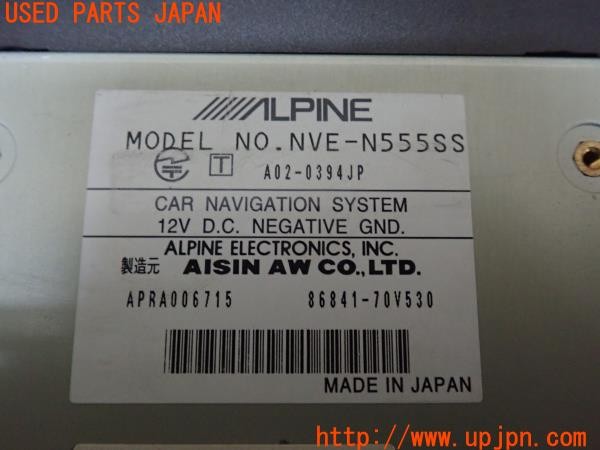 USED PARTS JAPAN
ALPINE
MODEL NO.NVE-N555SS
T A02-0394JP
CAR NAVIGATION SYSTEM
12V D.C. NEGATIVE GND.
ALPINE ELECTRONICS, INC.
製造元 AISIN AW CO.,LTD.
APRA006715 86841-70V530
MADE IN JAPAN
http://www.upjpn.com